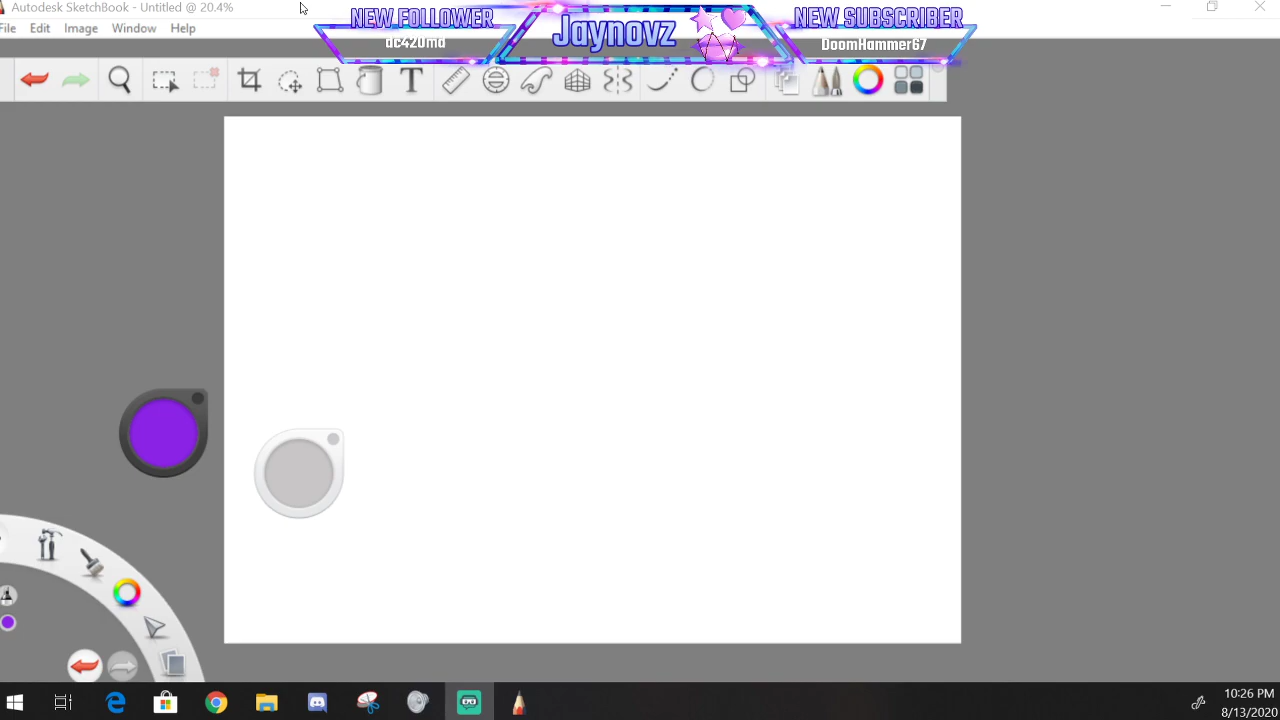 Autodesk SketchBook - Untitled @ 20.4%
File Edit Image Window Help
NEW FOLLOWER
dc420md
Jaynovz
NEW SUBSCRIBER
DoomHammer67
T
10:26 PM
8/13/2020